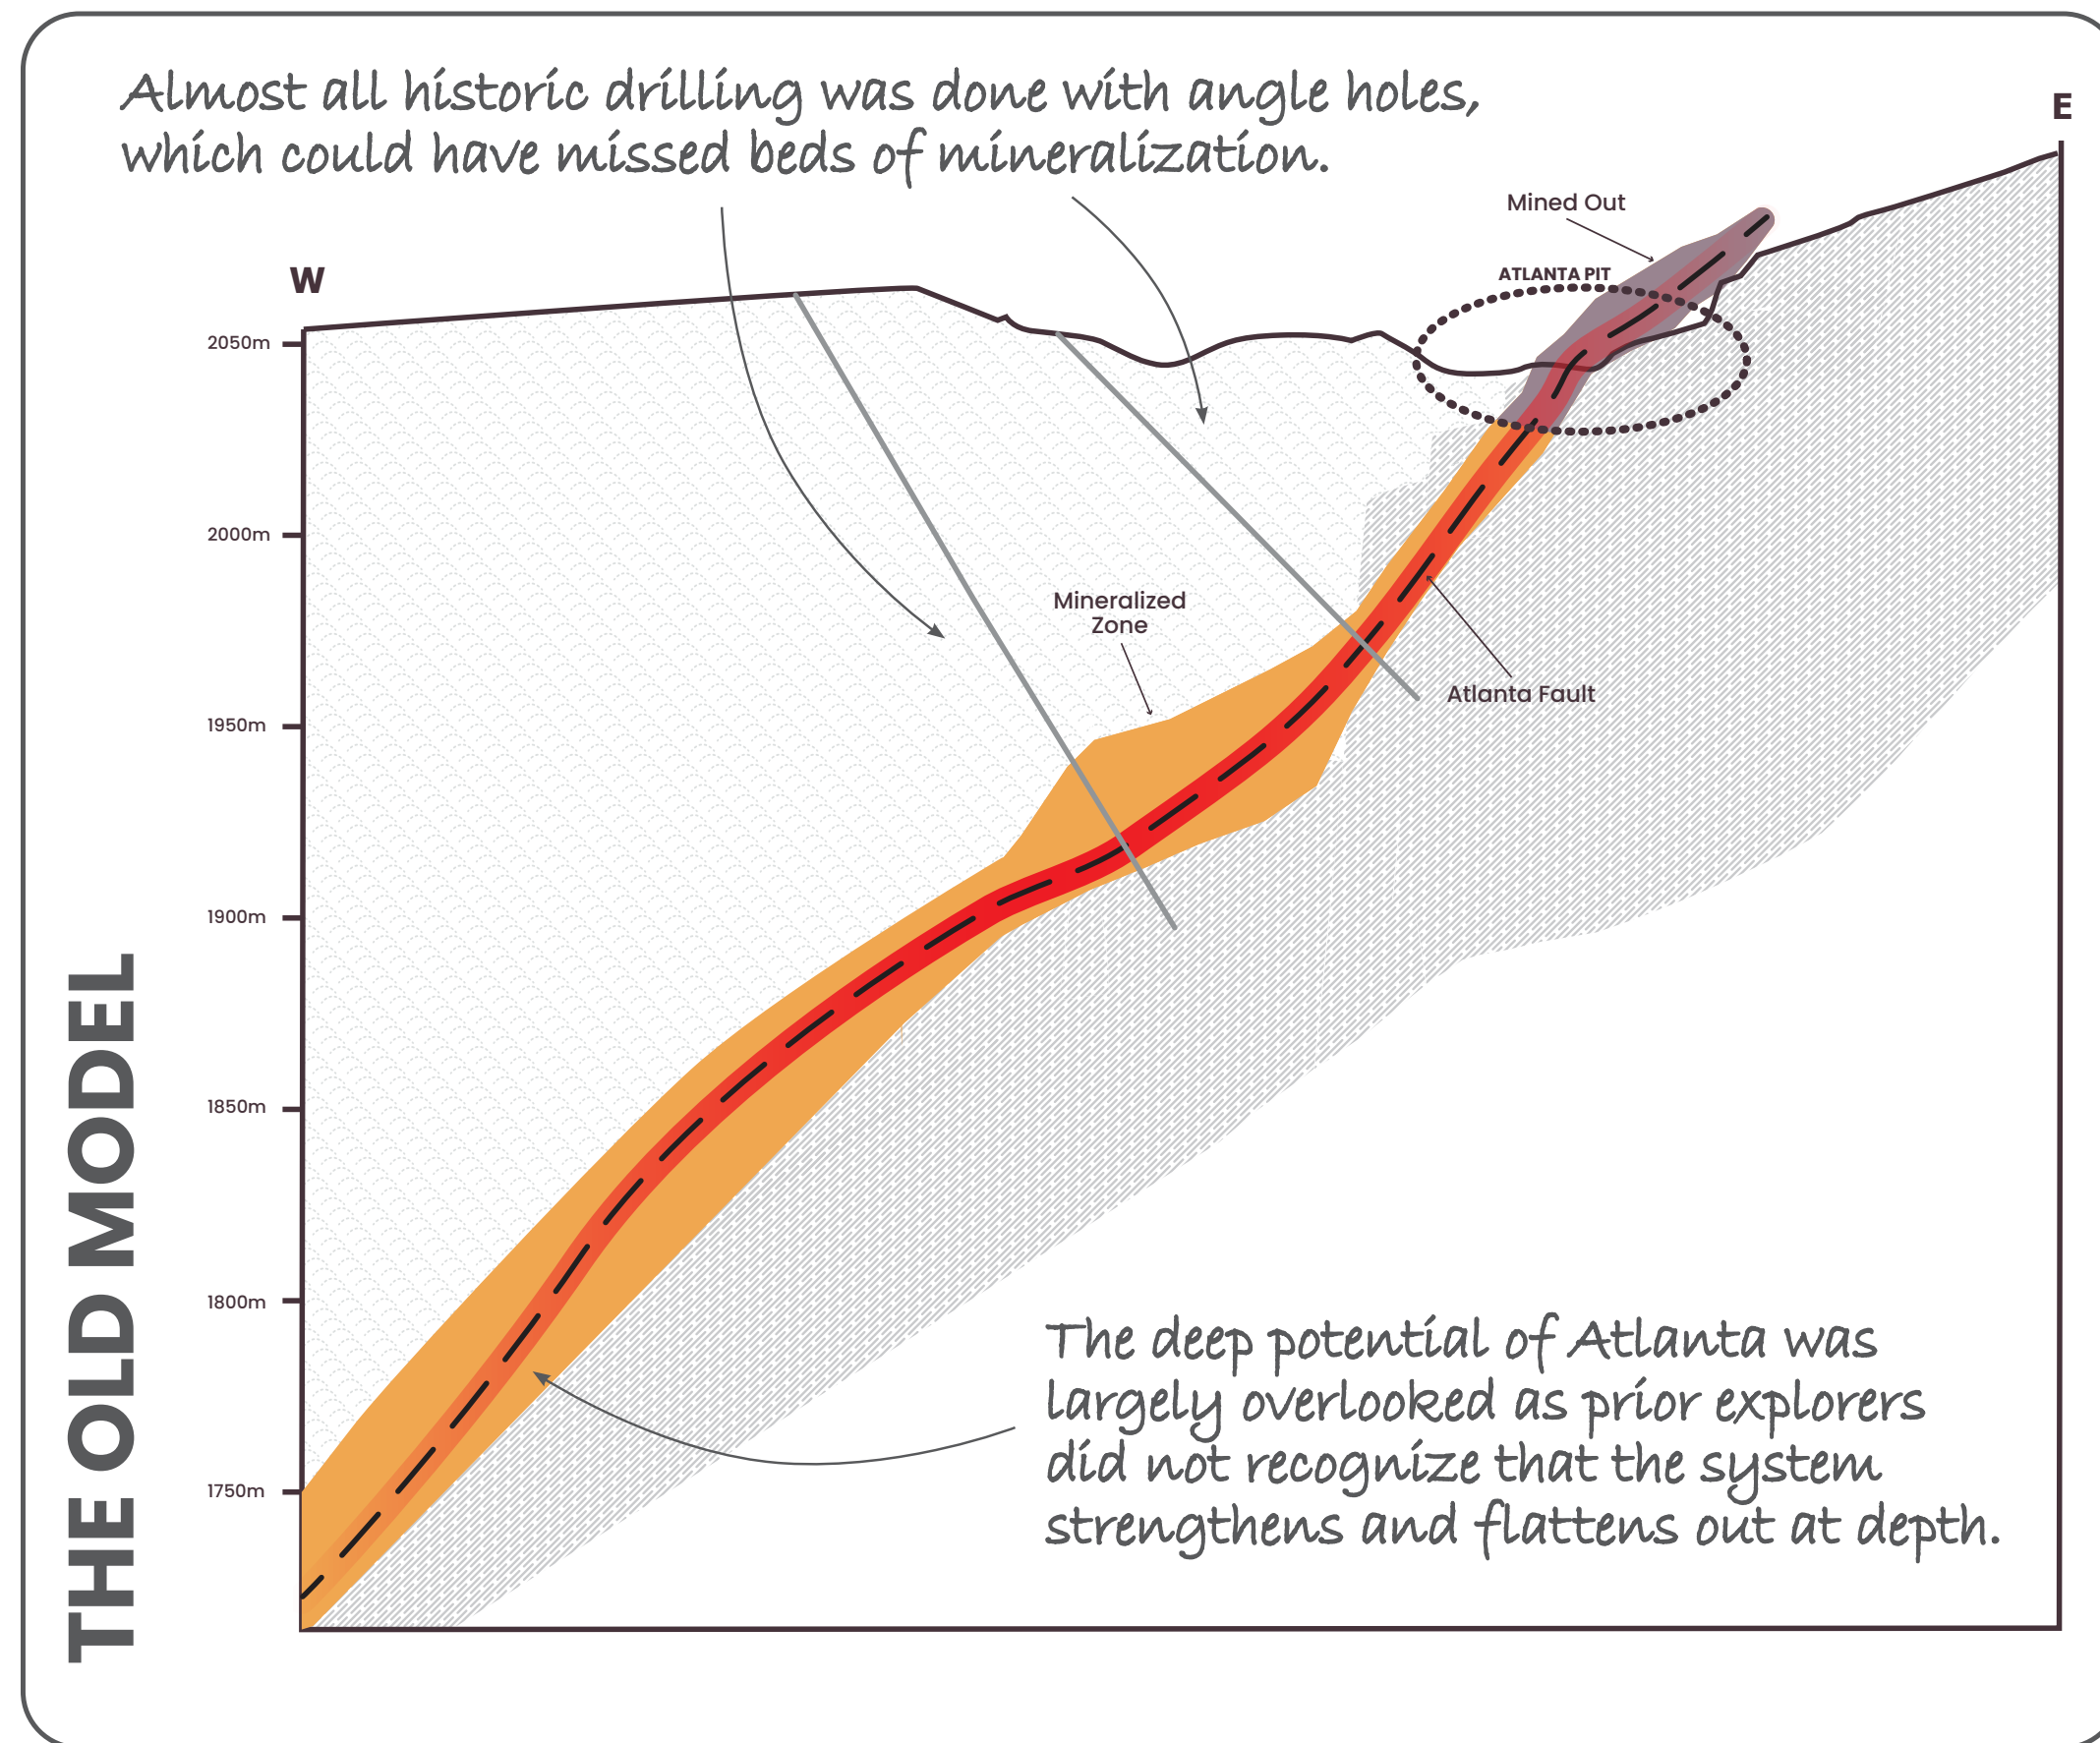 Almost all historic drilling was done with angle holes,
which could have missed beds of mineralization.
E
W
Mined Out
ATLANTA PIT
2050m
2000m
1950m
1900m
1850m
1800m
1750m
Mineralized
Zone
Atlanta Fault
THE OLD MODEL
The deep potential of Atlanta was
largely overlooked as prior explorers
did not recognize that the system
strengthens and flattens out at depth.